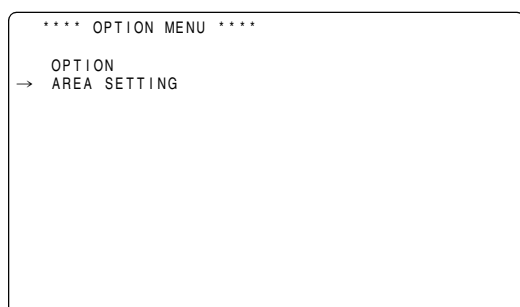 **** OPTION MENU ****
OPTION
→ AREA SETTING